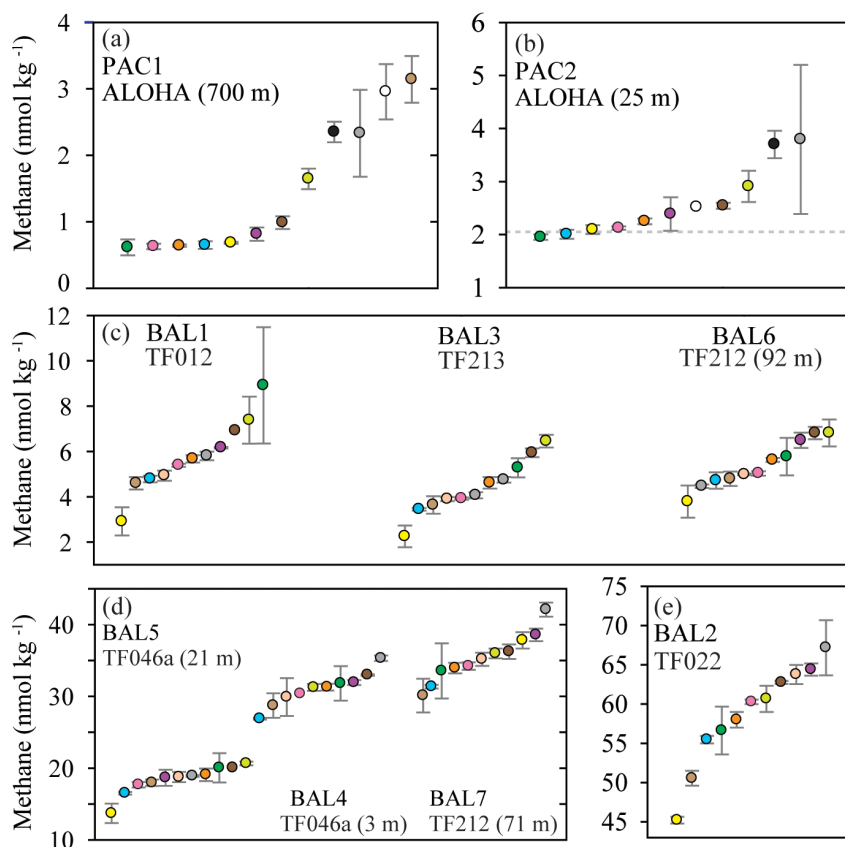 (a)
PAC1
ALOHA (700 m)
Methane (nmol kg -1)
4
3
2
1
0
(b)
PAC2
ALOHA (25 m)
6
5
4
3
2
1
(c)
BAL1
TF012
BAL3
TF213
BAL6
TF212 (92 m)
Methane (nmol kg -1)
12
10
8
6
4
2
(d)
BAL5
TF046a (21 m)
BAL4
TF046a (3 m)
BAL7
TF212 (71 m)
Methane (nmol kg -1)
40
30
20
10
(e)
BAL2
TF022
75
70
65
60
55
50
45